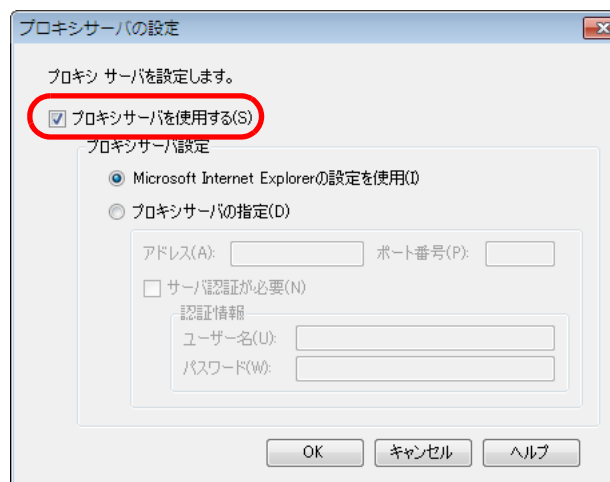 プロキシサーバの設定
プロキシ サーバを設定します。
プロキシサーバを使用する(S)
プロキシサーバ設定
Microsoft Internet Explorerの設定を使用(I)
プロキシサーバの指定(D)
アドレス(A): ポート番号(P):
サーバ認証が必要(N)
認証情報
ユーザー名(U):
パスワード(W):
OK キャンセル ヘルプ